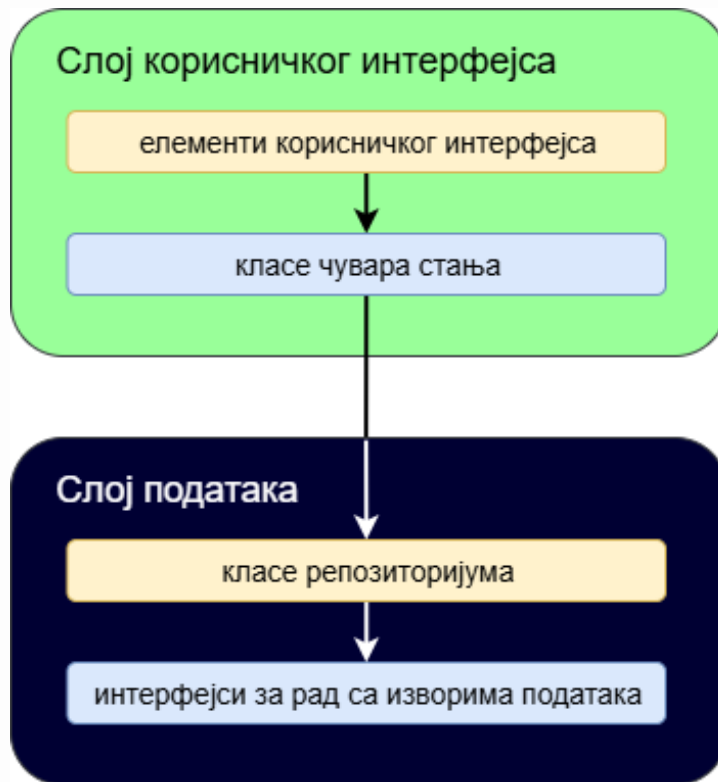 Слој корисничког интерфејса
елементи корисничког интерфејса
класе чувара стања
Слој података
класе репозиторијума
интерфејси за рад са изворима података